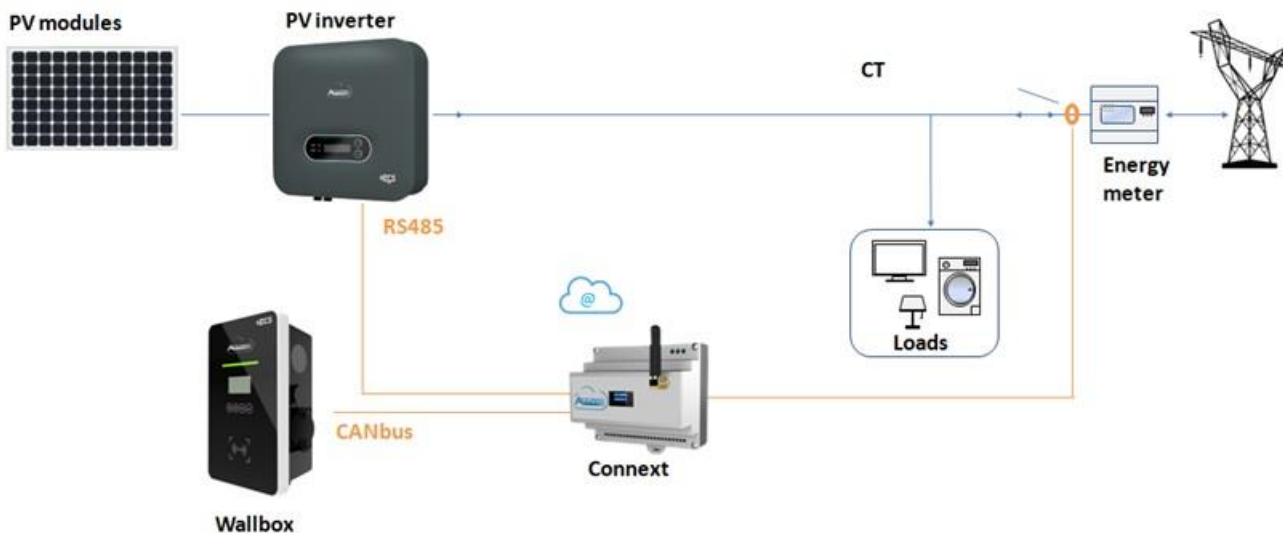 PV modules
PV inverter
CT
Energy
meter
RS485
@
Loads
CANbus
Connext
Wallbox